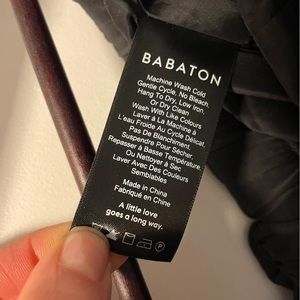 BABATON
Machine Wash Cold
Gentle Cycle. No Bleach.
Hang To Dry. Low Iron.
Or Dry Clean
Wash With Like Colours
Laver à La Machine à
L'eau Froide Au Cycle Délicat.
Pas De Blanchiment.
Suspendre Pour Sécher.
Repasser à Basse Température.
Ou Nettoyer à Sec
Laver Avec Des Couleurs
Semblables
Made in China
Fabriqué en Chine
A little love
goes a long way.
P